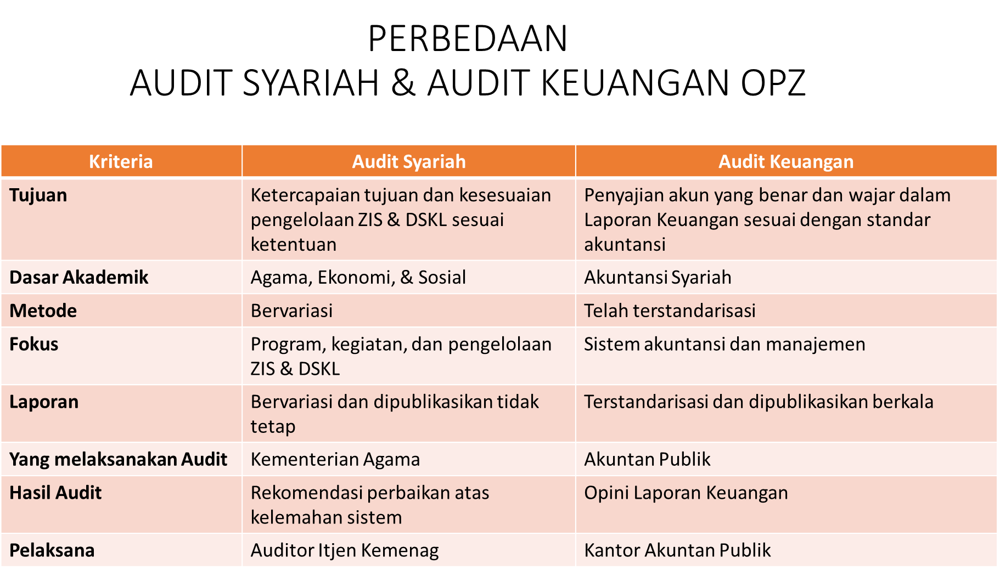 PERBEDAAN
AUDIT SYARIAH & AUDIT KEUANGAN OPZ
Kriteria
Audit Syariah
Audit Keuangan
Tujuan
Ketercapaian tujuan dan kesesuaian
pengelolaan ZIS & DSKL sesuai
ketentuan
Penyajian akun yang benar dan wajar dalam
Laporan Keuangan sesuai dengan standar
akuntansi
Dasar Akademik
Agama, Ekonomi, & Sosial
Akuntansi Syariah
Metode
Bervariasi
Telah terstandarisasi
Fokus
Program, kegiatan, dan pengelolaan
ZIS & DSKL
Sistem akuntansi dan manajemen
Laporan
Bervariasi dan dipublikasikan tidak
tetap
Terstandarisasi dan dipublikasikan berkala
Yang melaksanakan Audit
Kementerian Agama
Akuntan Publik
Hasil Audit
Rekomendasi perbaikan atas
kelemahan sistem
Opini Laporan Keuangan
Pelaksana
Auditor Itjen Kemenag
Kantor Akuntan Publik